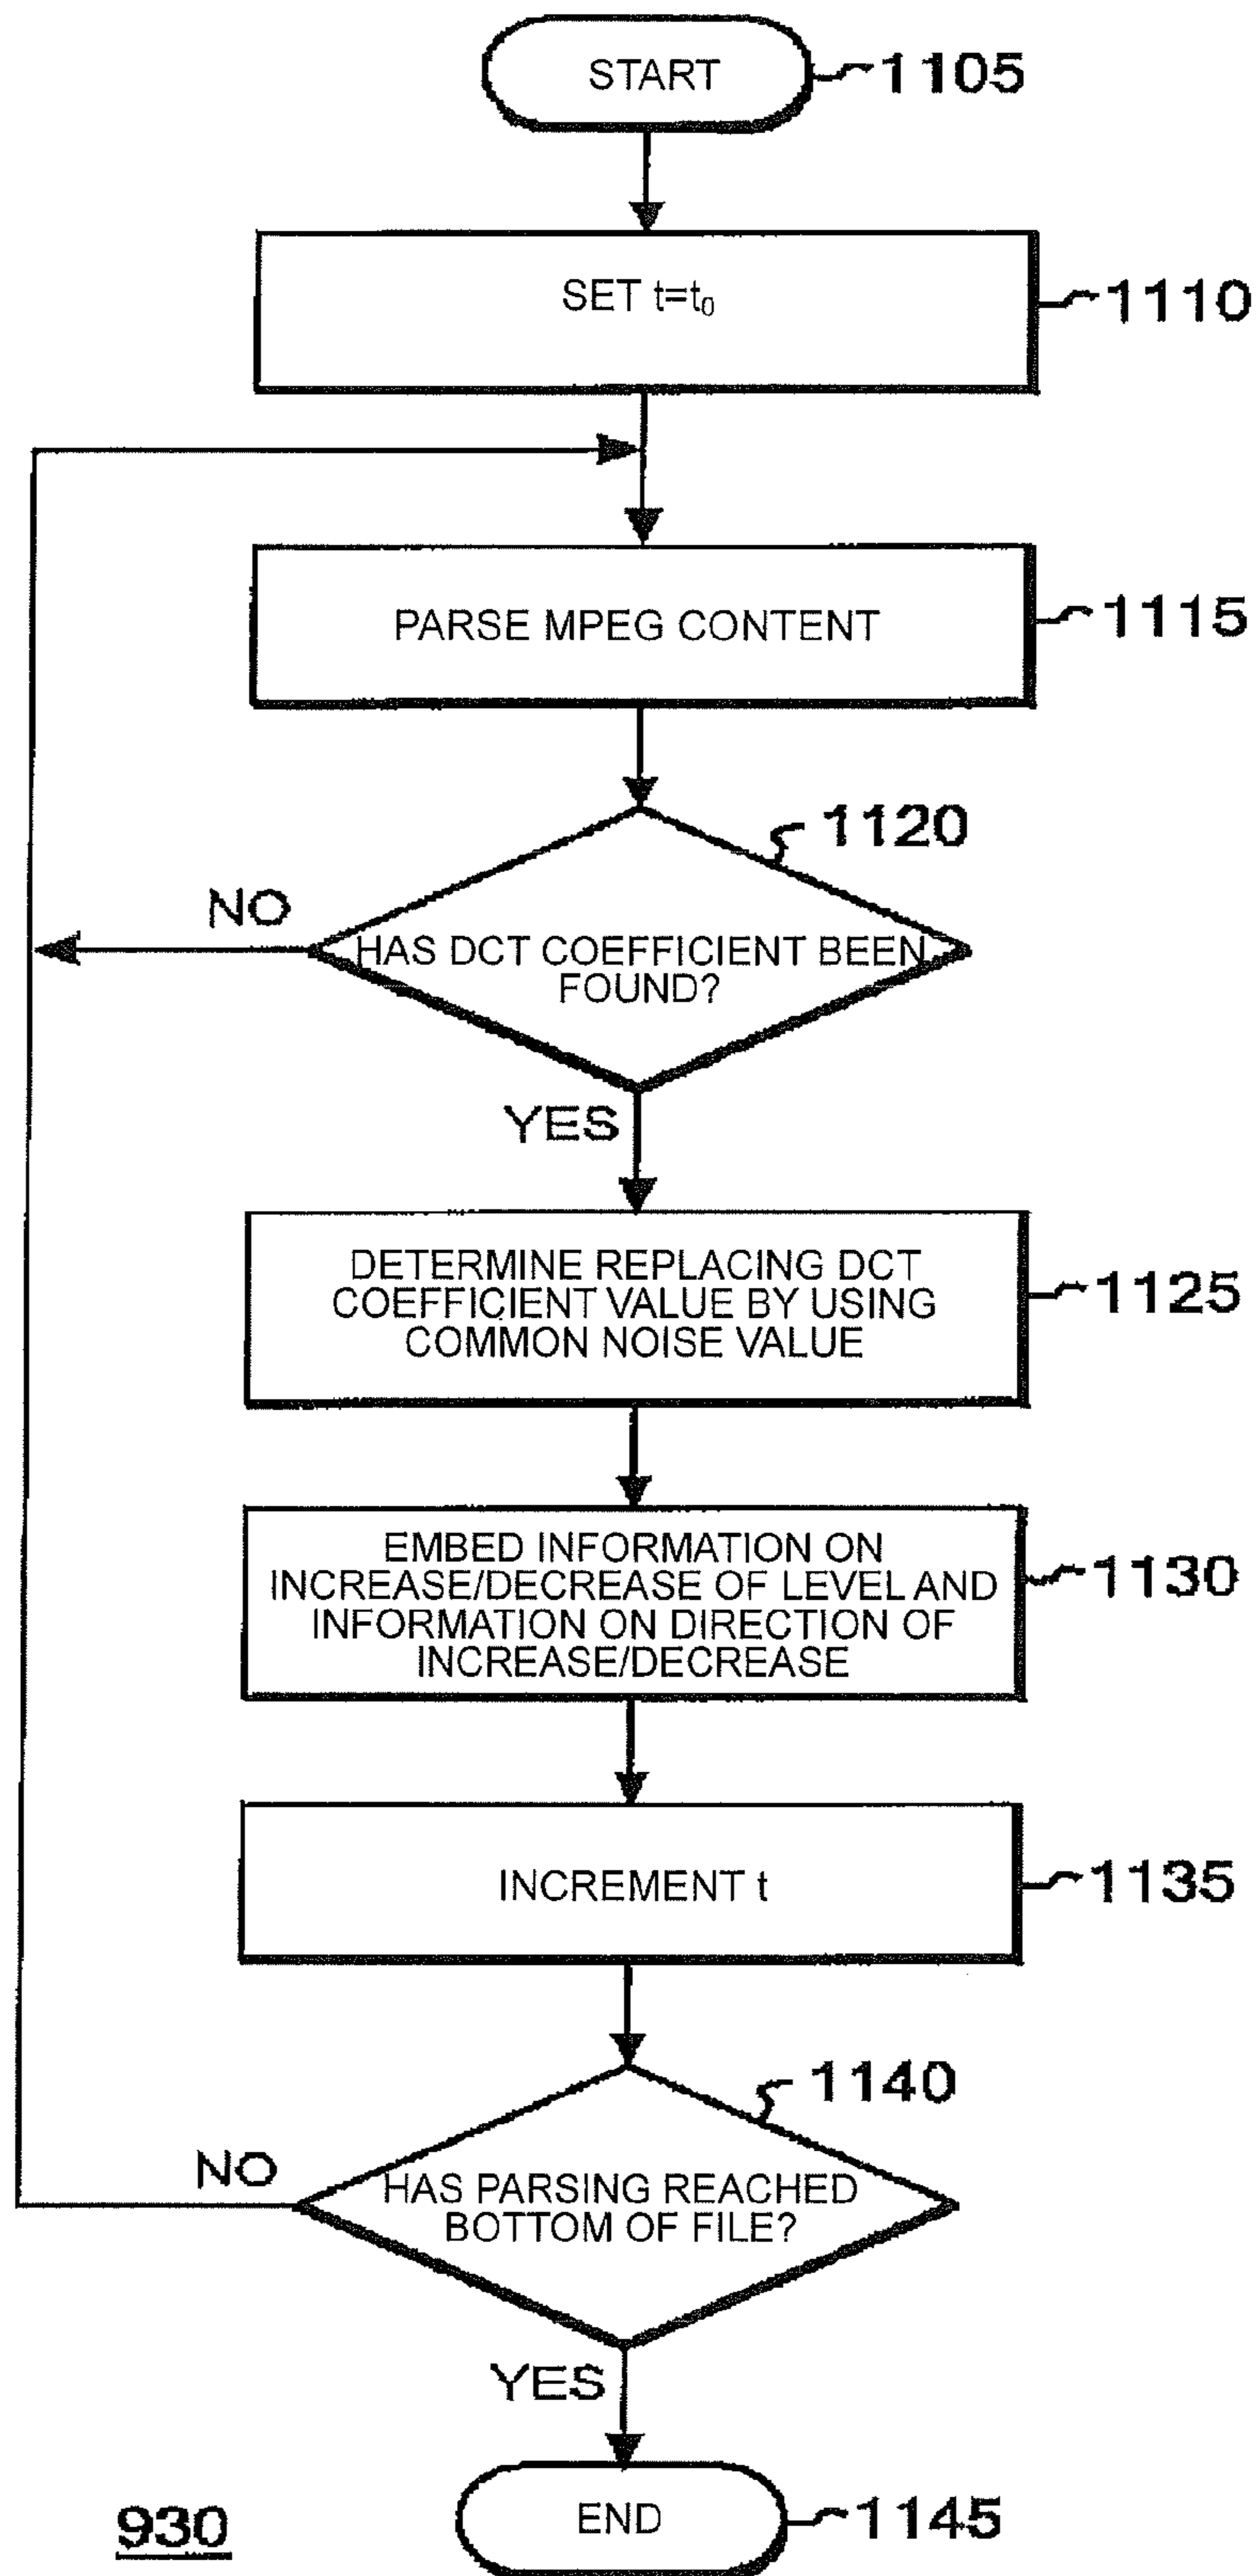 START
1105
SET t=t₀
1110
PARSE MPEG CONTENT
1115
1120
NO
HAS DCT COEFFICIENT BEEN
FOUND?
YES
DETERMINE REPLACING DCT
COEFFICIENT VALUE BY USING
COMMON NOISE VALUE
1125
EMBED INFORMATION ON
INCREASE/DECREASE OF LEVEL AND
INFORMATION ON DIRECTION OF
INCREASE/DECREASE
1130
INCREMENT t
1135
1140
NO
HAS PARSING REACHED
BOTTOM OF FILE?
YES
END
1145
930